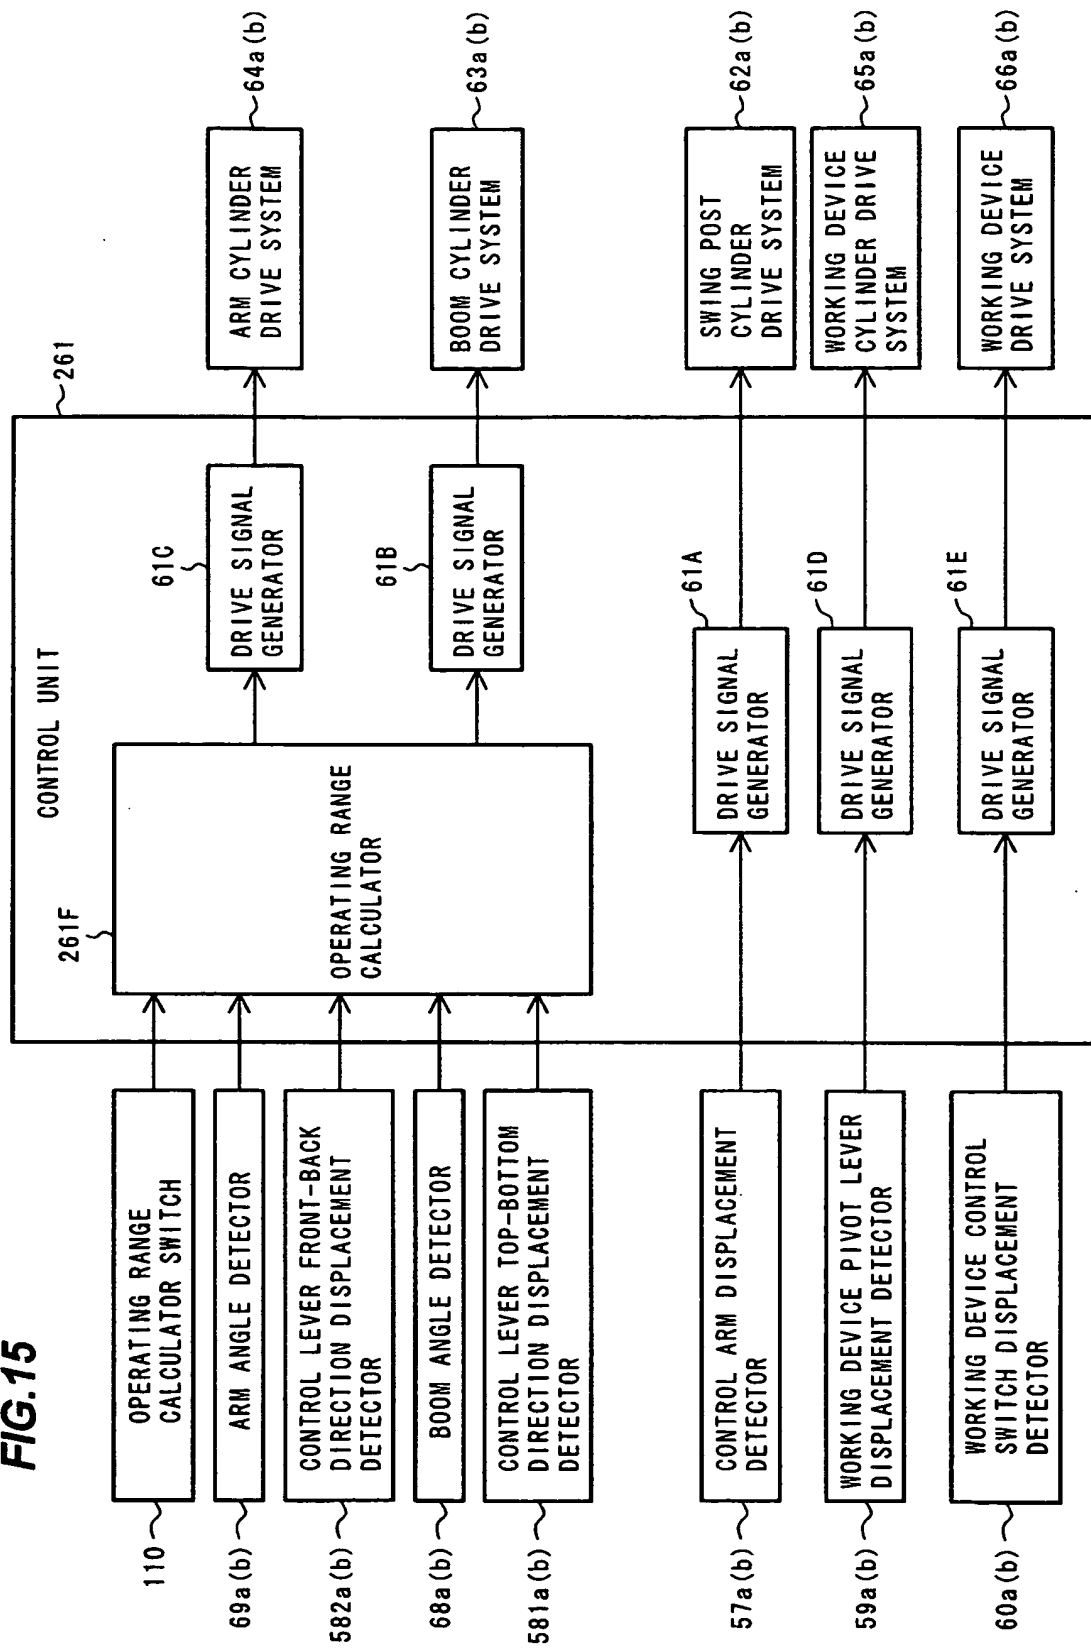 FIG.15
110
OPERATING RANGE
CALCULATOR SWITCH
69a(b)
ARM ANGLE DETECTOR
582a(b)
CONTROL LEVER FRONT-BACK
DIRECTION DISPLACEMENT
DETECTOR
68a(b)
BOOM ANGLE DETECTOR
581a(b)
CONTROL LEVER TOP-BOTTOM
DIRECTION DISPLACEMENT
DETECTOR
57a(b)
CONTROL ARM DISPLACEMENT
DETECTOR
59a(b)
WORKING DEVICE PIVOT LEVER
DISPLACEMENT DETECTOR
60a(b)
WORKING DEVICE CONTROL
SWITCH DISPLACEMENT
DETECTOR
CONTROL UNIT
261
261F
OPERATING RANGE
CALCULATOR
61C
DRIVE SIGNAL
GENERATOR
61B
DRIVE SIGNAL
GENERATOR
61A
DRIVE SIGNAL
GENERATOR
61D
DRIVE SIGNAL
GENERATOR
61E
DRIVE SIGNAL
GENERATOR
ARM CYLINDER
DRIVE SYSTEM
64a(b)
BOOM CYLINDER
DRIVE SYSTEM
63a(b)
SWING POST
CYLINDER
DRIVE SYSTEM
62a(b)
WORKING DEVICE
CYLINDER DRIVE
SYSTEM
65a(b)
WORKING DEVICE
DRIVE SYSTEM
66a(b)